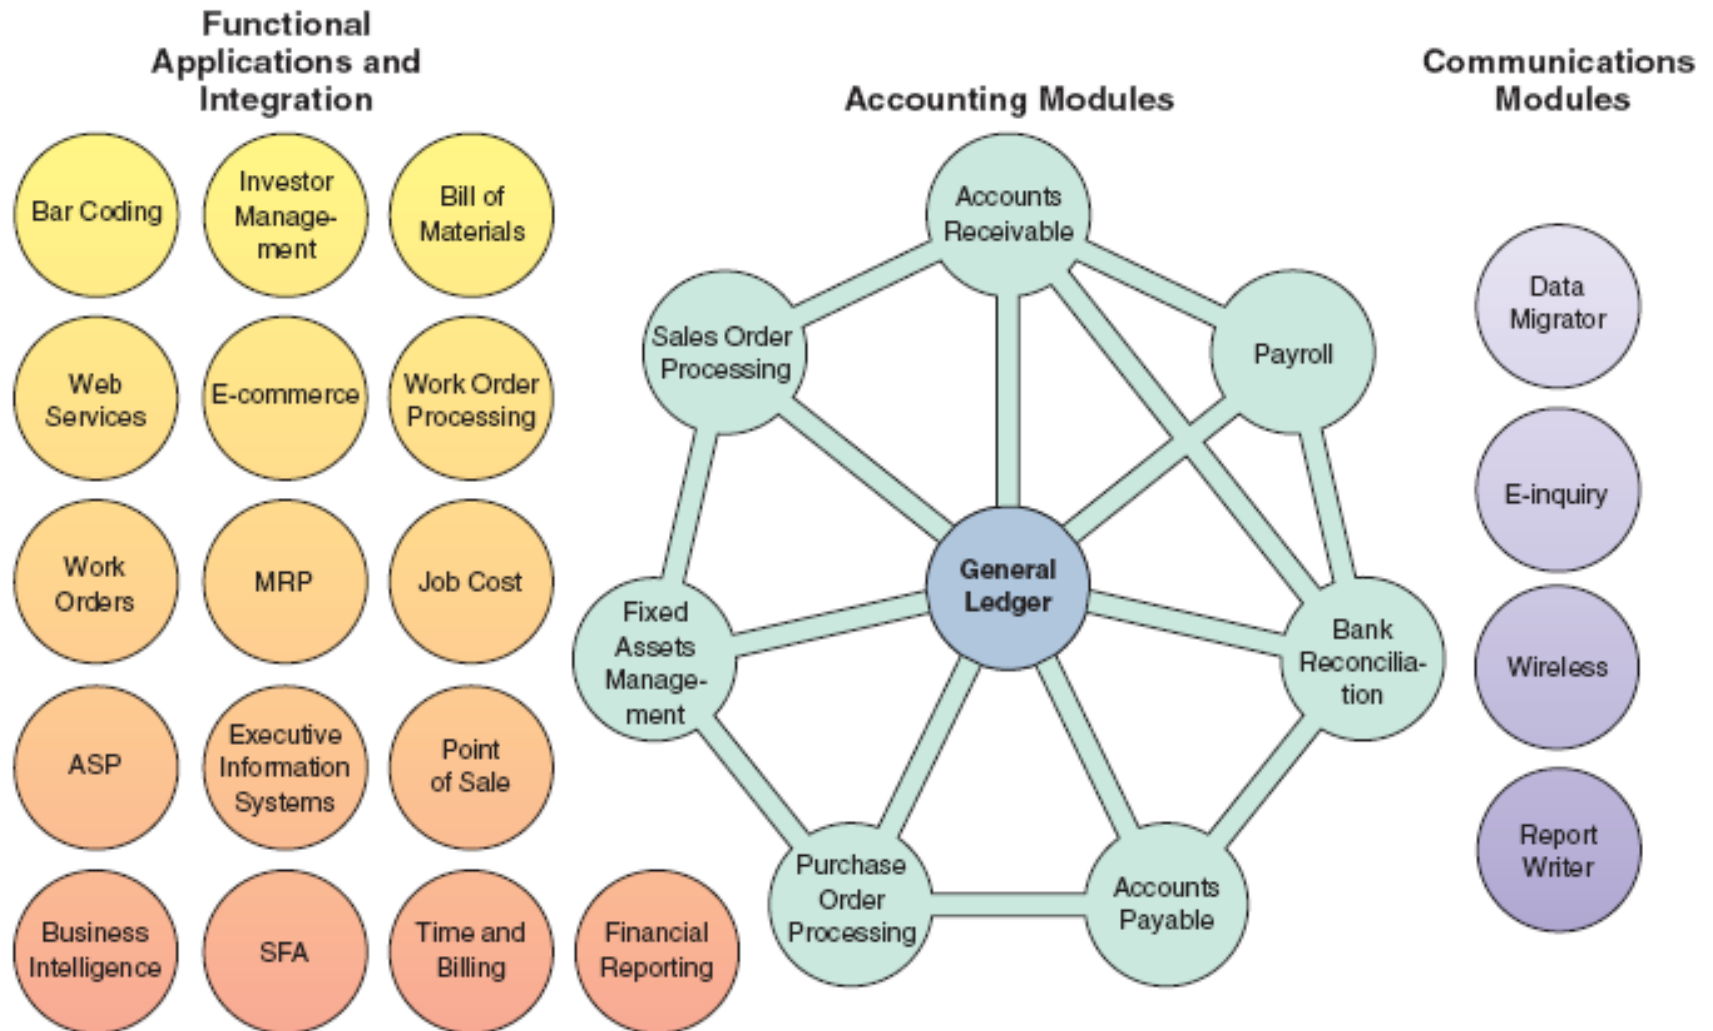 Functional
Applications and
Integration
Bar Coding
Investor
Manage-
ment
Bill of
Materials
Web
Services
E-commerce
Work Order
Processing
Work
Orders
MRP
Job Cost
ASP
Executive
Information
Systems
Point
of Sale
Business
Intelligence
SFA
Time and
Billing
Financial
Reporting
Accounting Modules
Accounts
Receivable
Sales Order
Processing
Payroll
General
Ledger
Fixed
Assets
Manage-
ment
Bank
Reconcilia-
tion
Purchase
Order
Processing
Accounts
Payable
Communications
Modules
Data
Migrator
E-inquiry
Wireless
Report
Writer